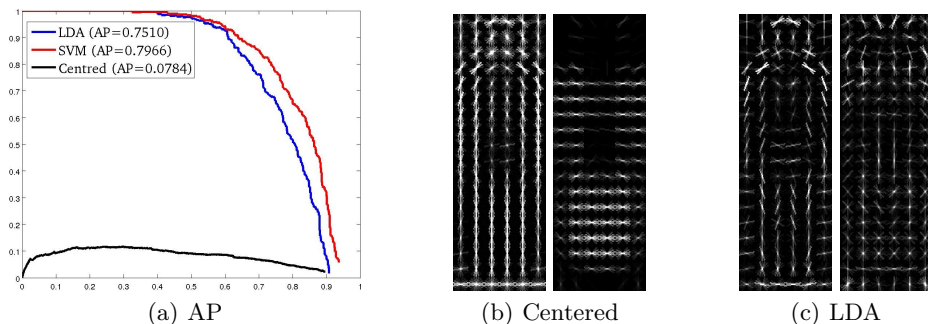 1
0.9
0.8
0.7
0.6
0.5
0.4
0.3
0.2
0.1
0
LDA (AP=0.7510)
SVM (AP=0.7966)
Centred (AP=0.0784)
0 0.1 0.2 0.3 0.4 0.5 0.6 0.7 0.8 0.9 1
(a) AP
(b) Centered
(c) LDA